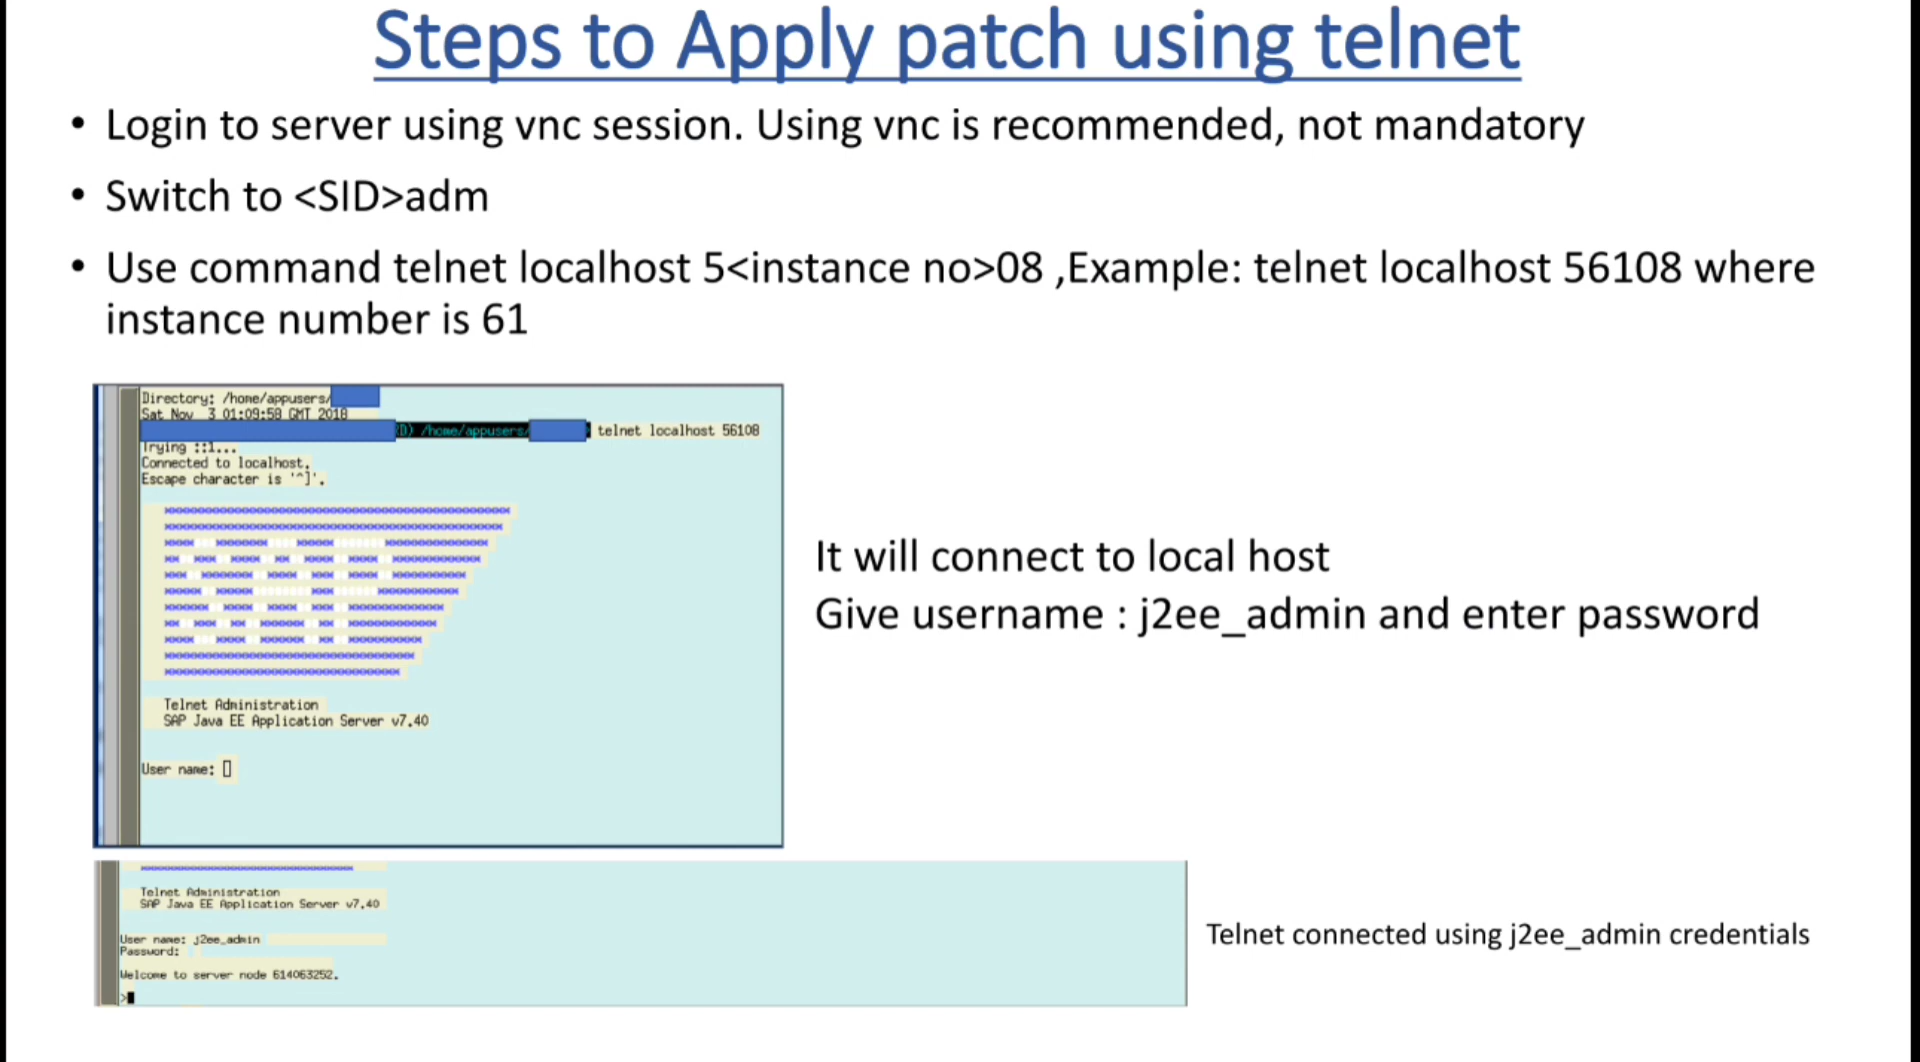 Steps to Apply patch using telnet
• Login to server using vnc session. Using vnc is recommended, not mandatory
• Switch to <SID>adm
• Use command telnet localhost 5<instance no>08 ,Example: telnet localhost 56108 where
instance number is 61
Directory: /home/appusers/
Sat Nov 3 01:09:58 GMT 2018
D) /home/appusers/ telnet localhost 56108
Trying ::1...
Connected to localhost.
Escape character is '^]'.
Telnet Administration
SAP Java EE Application Server v7.40
User name:
It will connect to local host
Give username : j2ee_admin and enter password
Telnet Administration
SAP Java EE Application Server v7.40
User name: j2ee_admin
Password:
Welcome to server node 614063252.
>
Telnet connected using j2ee_admin credentials